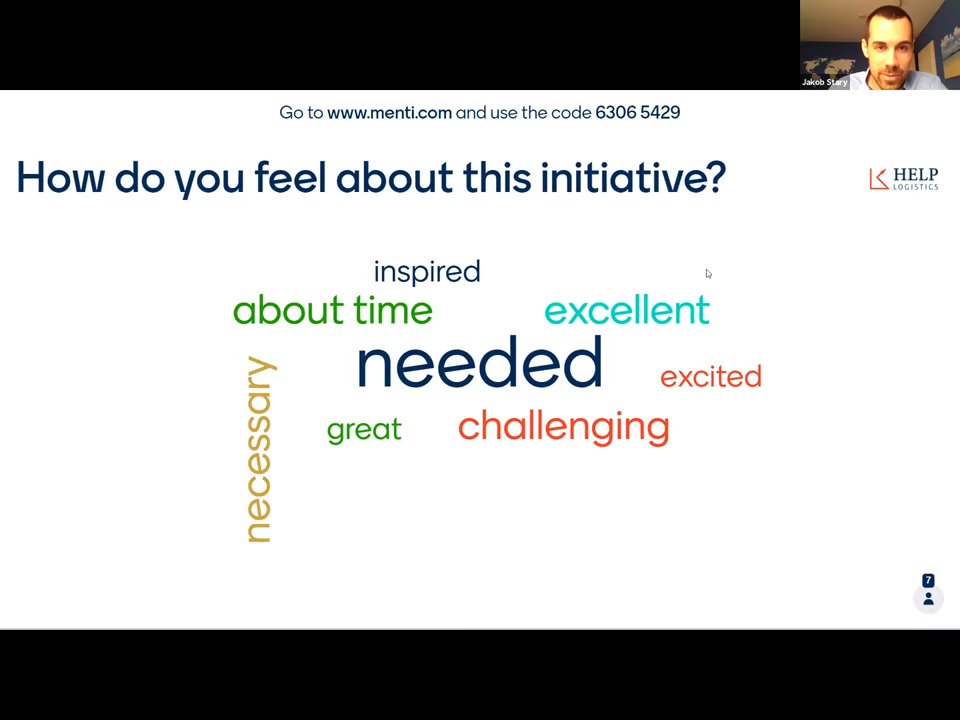 Jakob Stary
Go to www.menti.com and use the code 6306 5429
How do you feel about this initiative?
HELP
LOGISTICS
inspired
about time
excellent
needed
excited
necessary
great
challenging
7